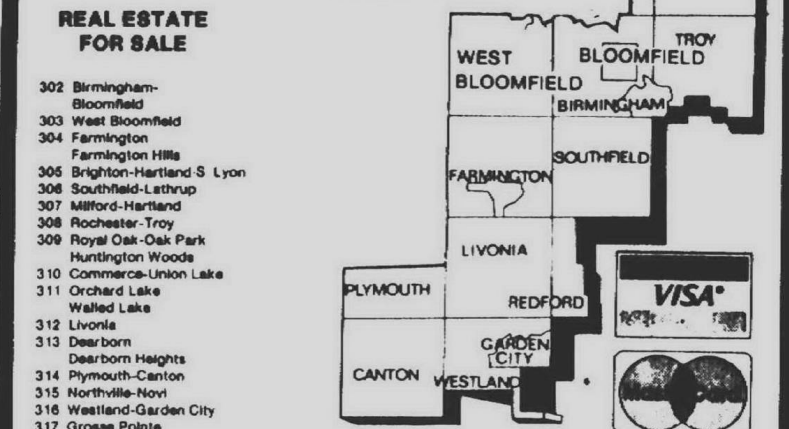 REAL ESTATE
FOR SALE
302 Birmingham-
Bloomfield
303 West Bloomfield
304 Farmington
Farmington Hills
305 Brighton-Hartland-S Lyon
306 Southfield-Lathrup
307 Milford-Hartland
308 Rochester-Troy
309 Royal Oak-Oak Park
Huntington Woods
310 Commerce-Union Lake
311 Orchard Lake
Walled Lake
312 Livonia
313 Dearborn
Dearborn Heights
314 Plymouth-Canton
315 Northville-Novi
316 Westland-Garden City
317 Grosse Pointe
WEST
BLOOMFIELD
BLOOMFIELD
TROY
BIRMINGHAM
SOUTHFIELD
FARMINGTON
LIVONIA
PLYMOUTH
REDFORD
GARDEN
CITY
CANTON
WESTLAND
VISA®